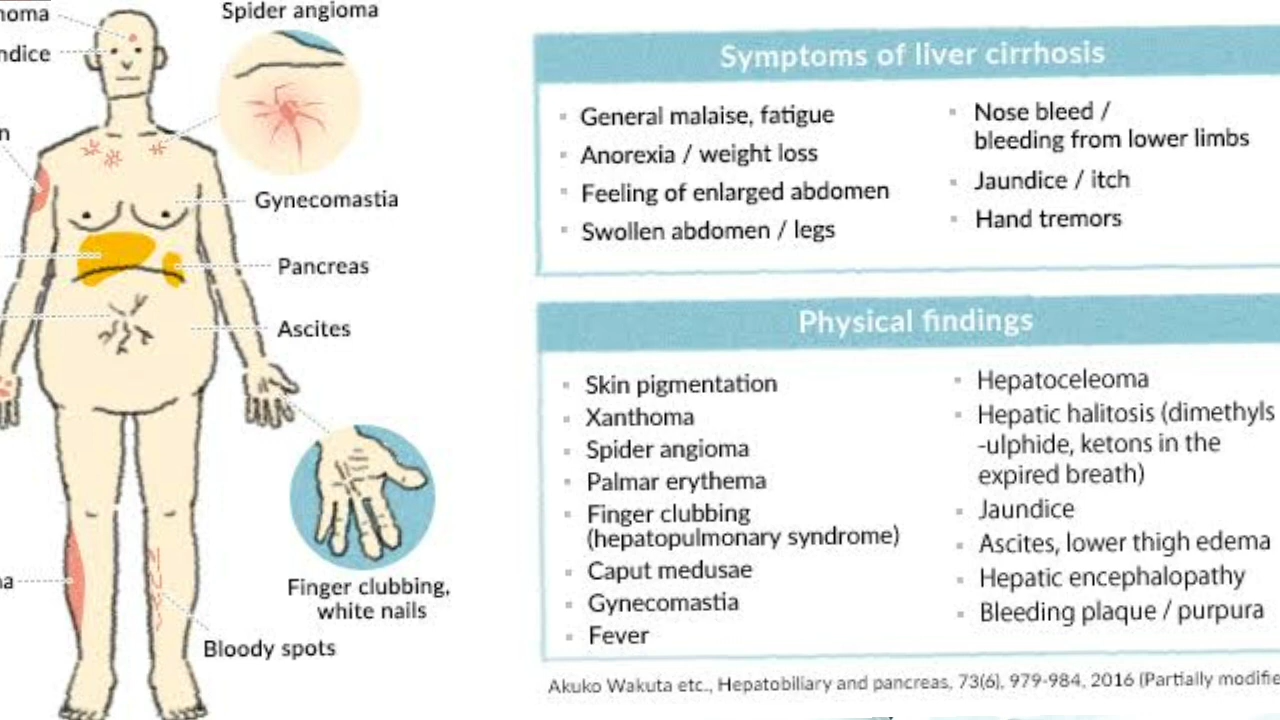 Spider angioma
Gynecomastia
Pancreas
Ascites
Finger clubbing,
white nails
Bloody spots
Symptoms of liver cirrhosis
General malaise, fatigue
Anorexia / weight loss
Feeling of enlarged abdomen
Swollen abdomen / legs
Nose bleed /
bleeding from lower limbs
Jaundice / itch
Hand tremors
Physical findings
Skin pigmentation
Xanthoma
Spider angioma
Palmar erythema
Finger clubbing
(hepatopulmonary syndrome)
Caput medusae
Gynecomastia
Fever
Hepatoceleoma
Hepatic halitosis (dimethyls
-ulphide, ketons in the
expired breath)
Jaundice
Ascites, lower thigh edema
Hepatic encephalopathy
Bleeding plaque / purpura
Akuko Wakuta etc., Hepatobiliary and pancreas, 73(6), 979-984, 2016 (Partially